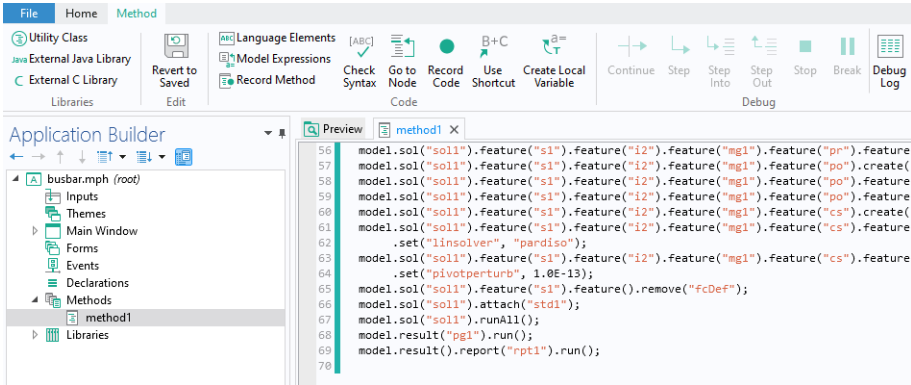 File Home Method
Utility Class
Java External Java Library
C External C Library
Libraries
Revert to Saved
Edit
ABC Language Elements
Model Expressions
Record Method
[ABC] Check Syntax
Go to Node
Record Code
B+C Use Shortcut
a= Create Local Variable
Code
Continue
Step
Step Into
Step Out
Stop
Break
Debug
Debug Log
Application Builder
A busbar.mph (root)
Inputs
Themes
Main Window
Forms
Events
Declarations
Methods
method1
Libraries
Preview method1
56 model.sol("sol1").feature("s1").feature("i2").feature("mg1").feature("pr").feature
57 model.sol("sol1").feature("s1").feature("i2").feature("mg1").feature("po").create(
58 model.sol("sol1").feature("s1").feature("i2").feature("mg1").feature("po").feature
59 model.sol("sol1").feature("s1").feature("i2").feature("mg1").feature("po").feature
60 model.sol("sol1").feature("s1").feature("i2").feature("mg1").feature("cs").create(
61 model.sol("sol1").feature("s1").feature("i2").feature("mg1").feature("cs").feature
62 .set("linsolver", "pardiso");
63 model.sol("sol1").feature("s1").feature("i2").feature("mg1").feature("cs").feature
64 .set("pivotperturb", 1.0E-13);
65 model.sol("sol1").feature("s1").feature().remove("fcDef");
66 model.sol("sol1").attach("std1");
67 model.sol("sol1").runAll();
68 model.result("pg1").run();
69 model.result().report("rpt1").run();
70